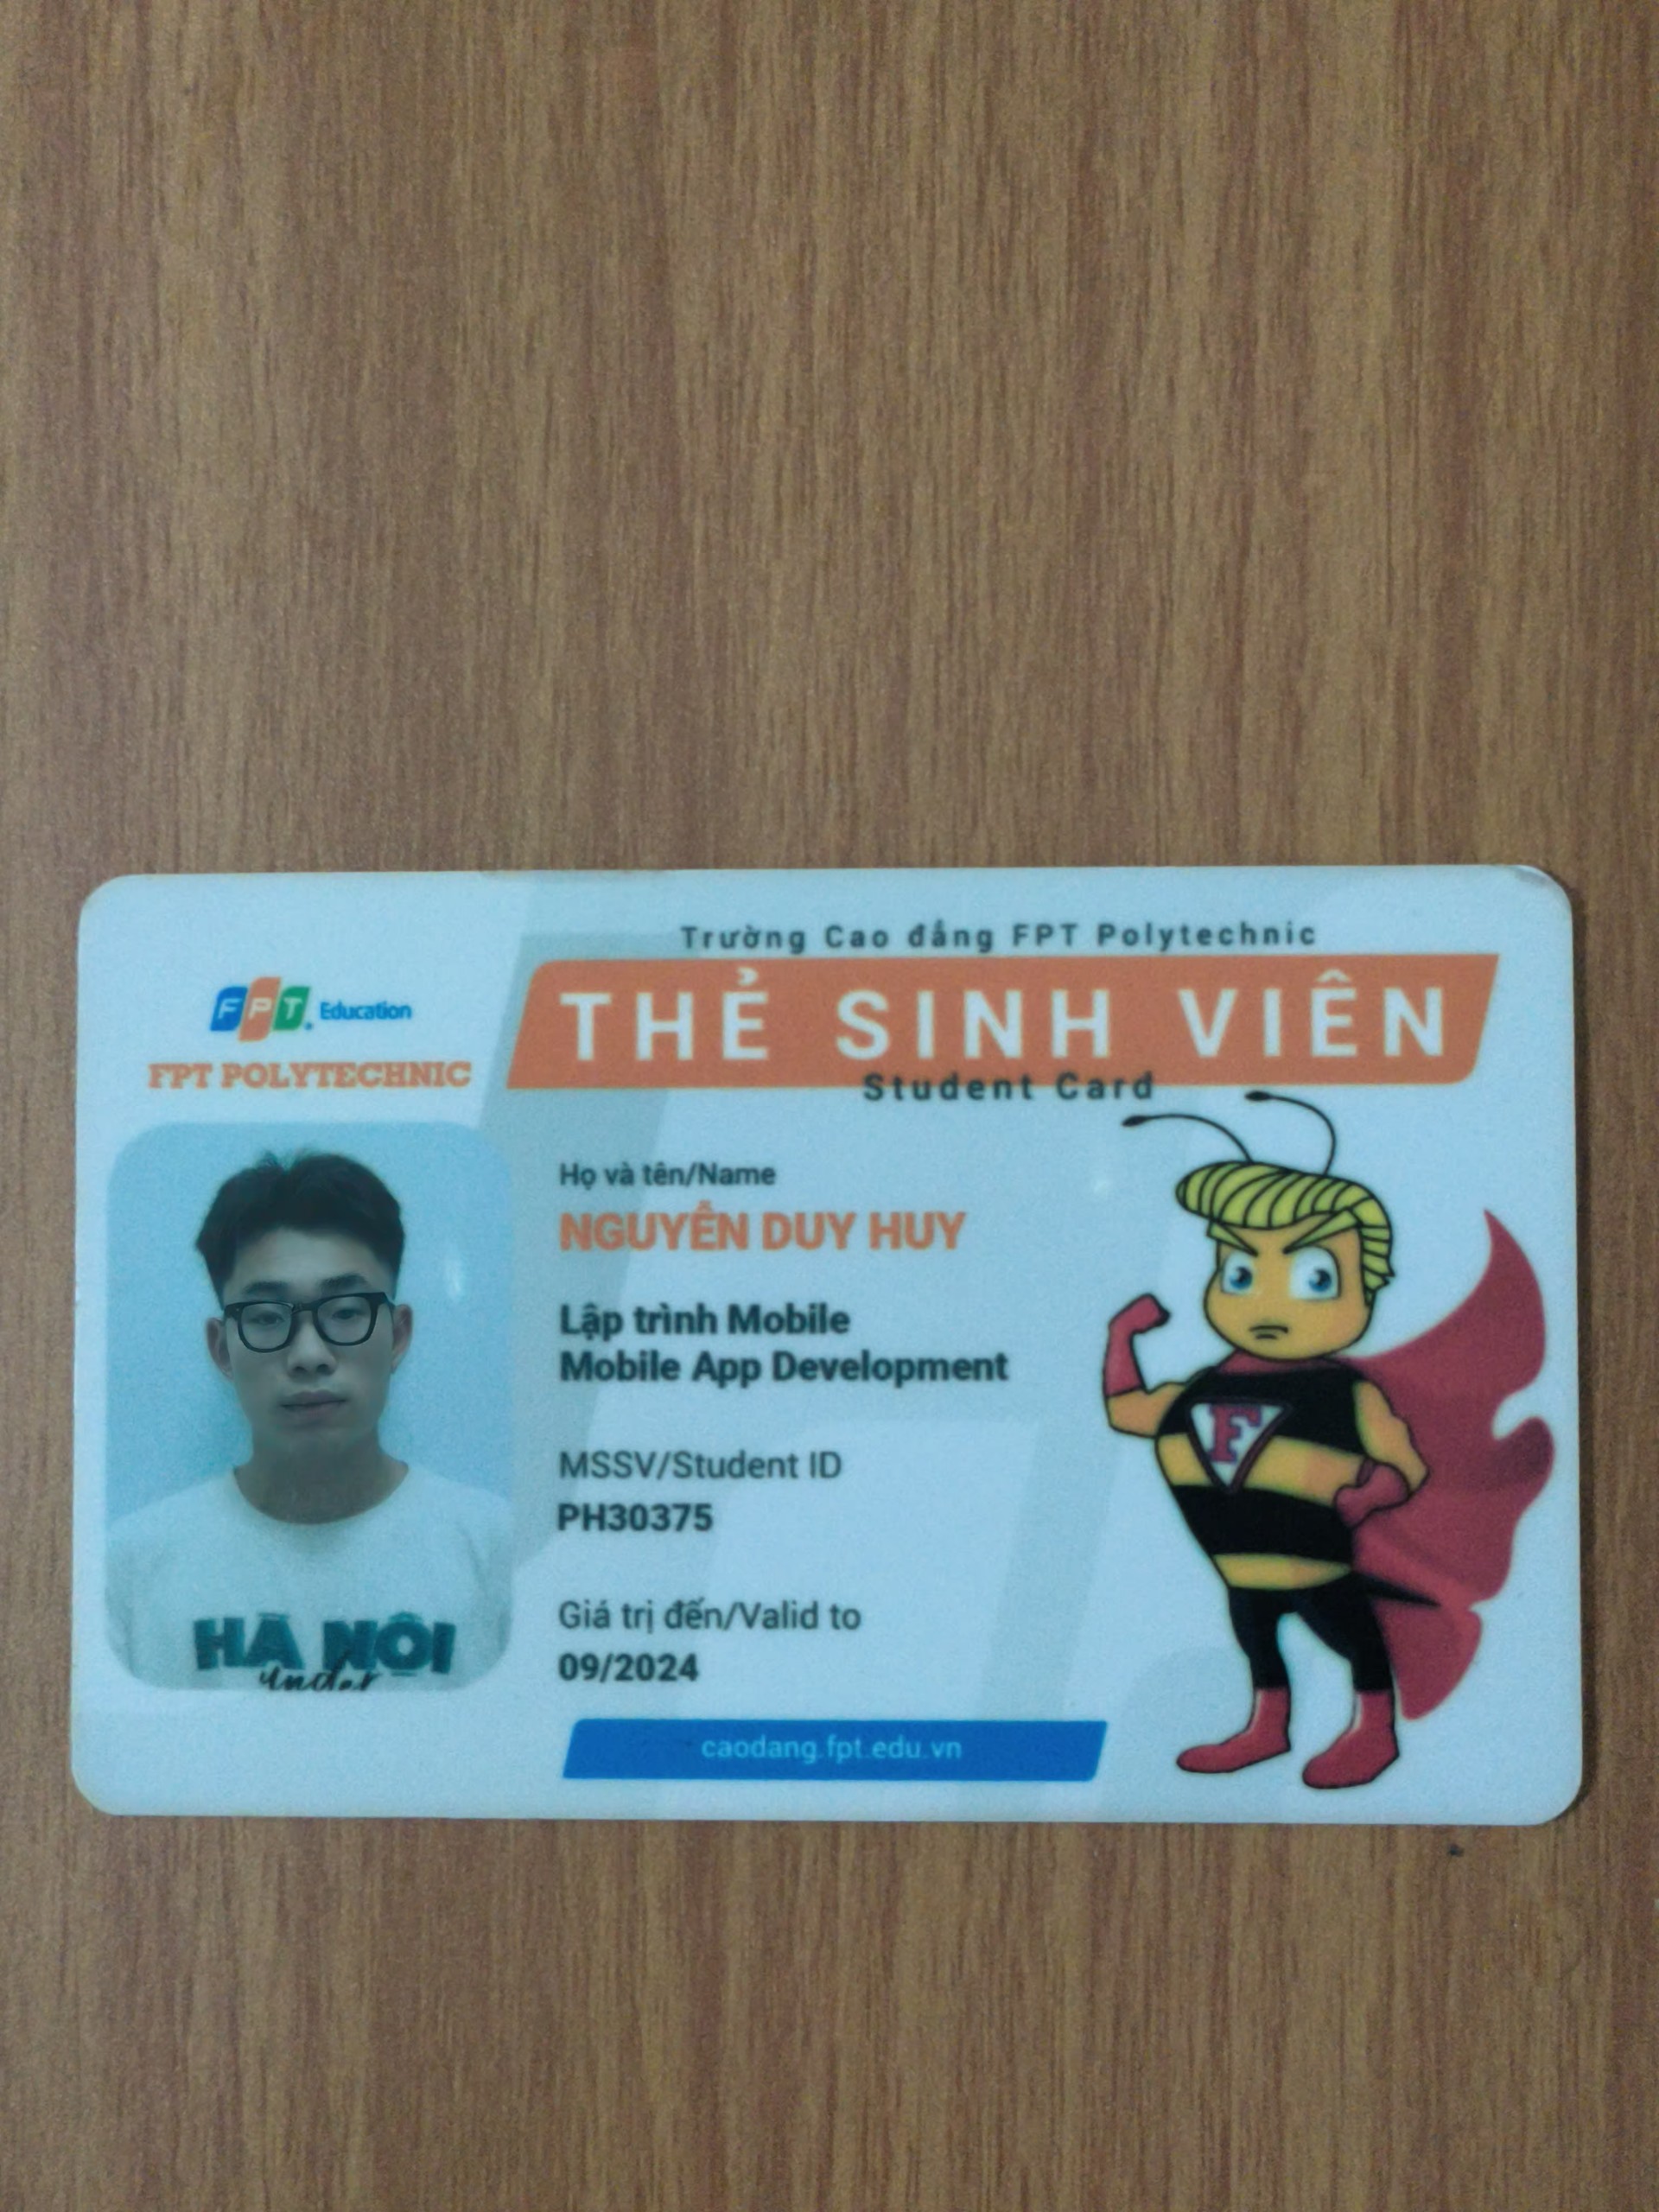 Trường Cao đẳng FPT Polytechnic
FPT Education
FPT POLYTECHNIC
THẺ SINH VIÊN
Student Card
Họ và tên/Name
NGUYỄN DUY HUY
Lập trình Mobile
Mobile App Development
MSSV/Student ID
PH30375
Giá trị đến/Valid to
09/2024
HÀ NỘI
under
F
caodang.fpt.edu.vn